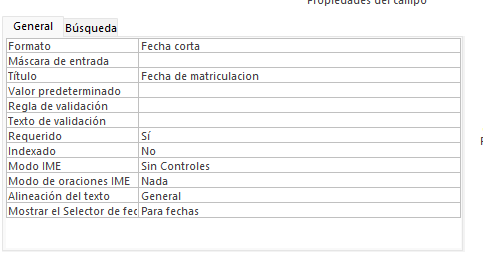 Propiedades del campo
General Búsqueda
Formato Fecha corta
Máscara de entrada
Título Fecha de matriculacion
Valor predeterminado
Regla de validación
Texto de validación
Requerido Sí
Indexado No
Modo IME Sin Controles
Modo de oraciones IME Nada
Alineación del texto General
Mostrar el Selector de fec Para fechas